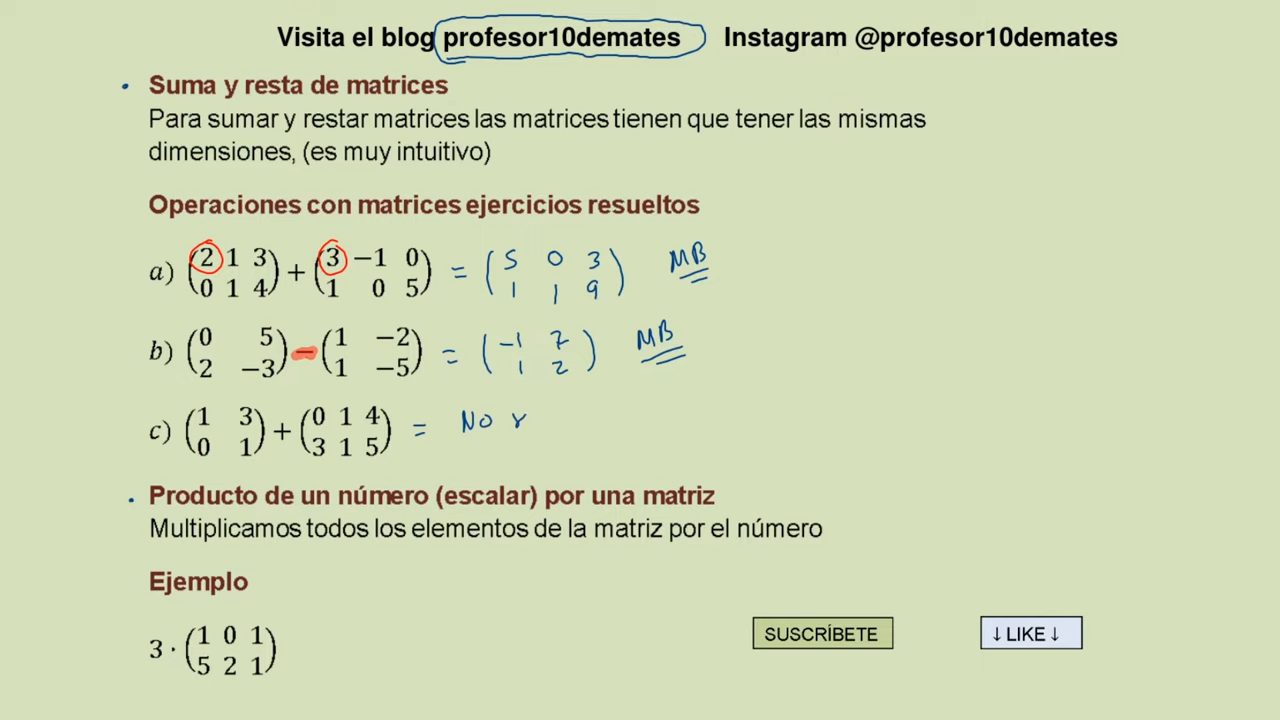 Visita el blog profesor10demates Instagram @profesor10demates
• Suma y resta de matrices
Para sumar y restar matrices las matrices tienen que tener las mismas
dimensiones, (es muy intuitivo)
Operaciones con matrices ejercicios resueltos
a) (2 1 3 + (3 −1 0 = (5 0 3 MB
0 1 4) 1 0 5) 1 1 9)
b) (0 5 − (1 −2 = (−1 7 MB
2 −3) 1 −5) 1 2)
c) (1 3 + (0 1 4 = No
0 1) 3 1 5)
• Producto de un número (escalar) por una matriz
Multiplicamos todos los elementos de la matriz por el número
Ejemplo
3 · (1 0 1
5 2 1)
SUSCRÍBETE ↓LIKE↓